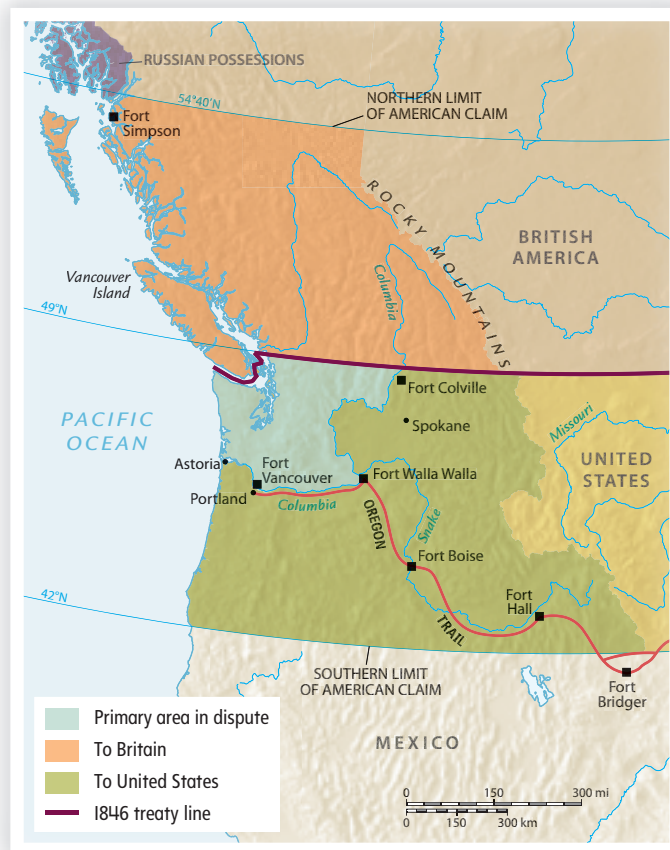 RUSSIAN POSSESSIONS
54°40'N
NORTHERN LIMIT
OF AMERICAN CLAIM
Fort
Simpson
ROCKY MOUNTAINS
BRITISH
AMERICA
Vancouver
Island
Columbia
49°N
Fort Colville
Spokane
Missouri
PACIFIC
OCEAN
UNITED
STATES
Astoria
Fort
Vancouver
Fort Walla Walla
Portland
Columbia
OREGON
Snake
Fort Boise
42°N
Fort
Hall
TRAIL
SOUTHERN LIMIT
OF AMERICAN CLAIM
Fort
Bridger
MEXICO
Primary area in dispute
To Britain
To United States
1846 treaty line
0 150 300 mi
0 150 300 km